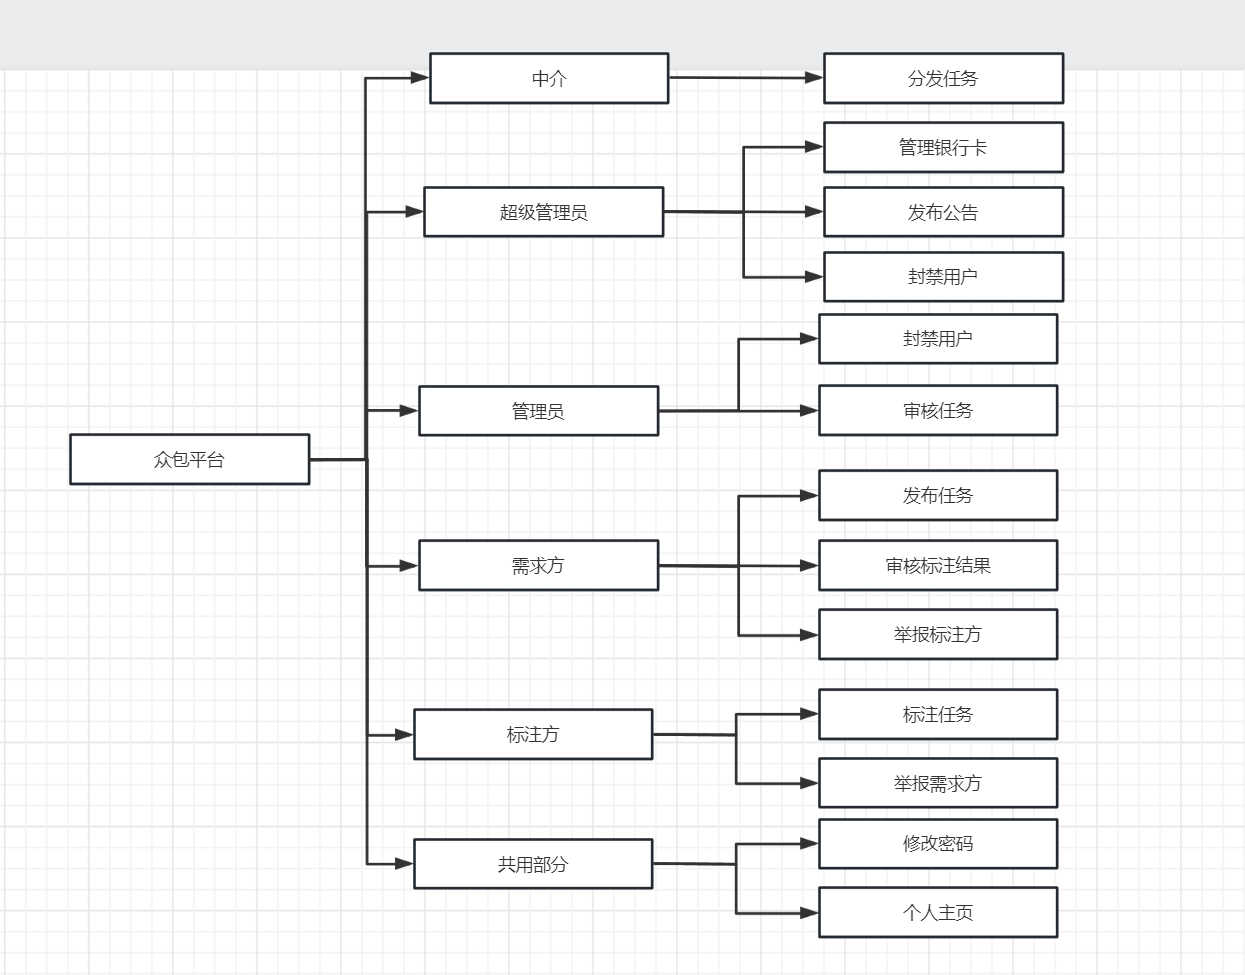 中介
分发任务
管理银行卡
超级管理员
发布公告
封禁用户
封禁用户
管理员
审核任务
众包平台
发布任务
需求方
审核标注结果
举报标注方
标注任务
标注方
举报需求方
修改密码
共用部分
个人主页